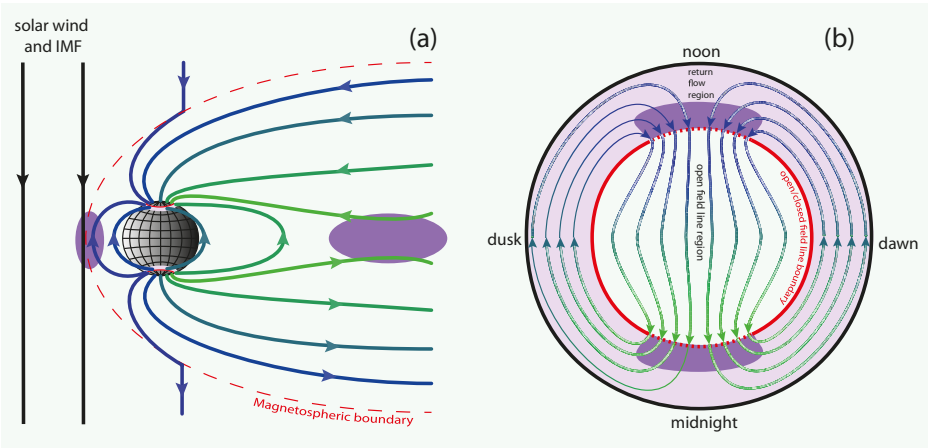 solar wind
and IMF
(a)
Magnetospheric boundary
(b)
noon
return
flow
region
open field line region
open/closed field line boundary
dusk
dawn
midnight